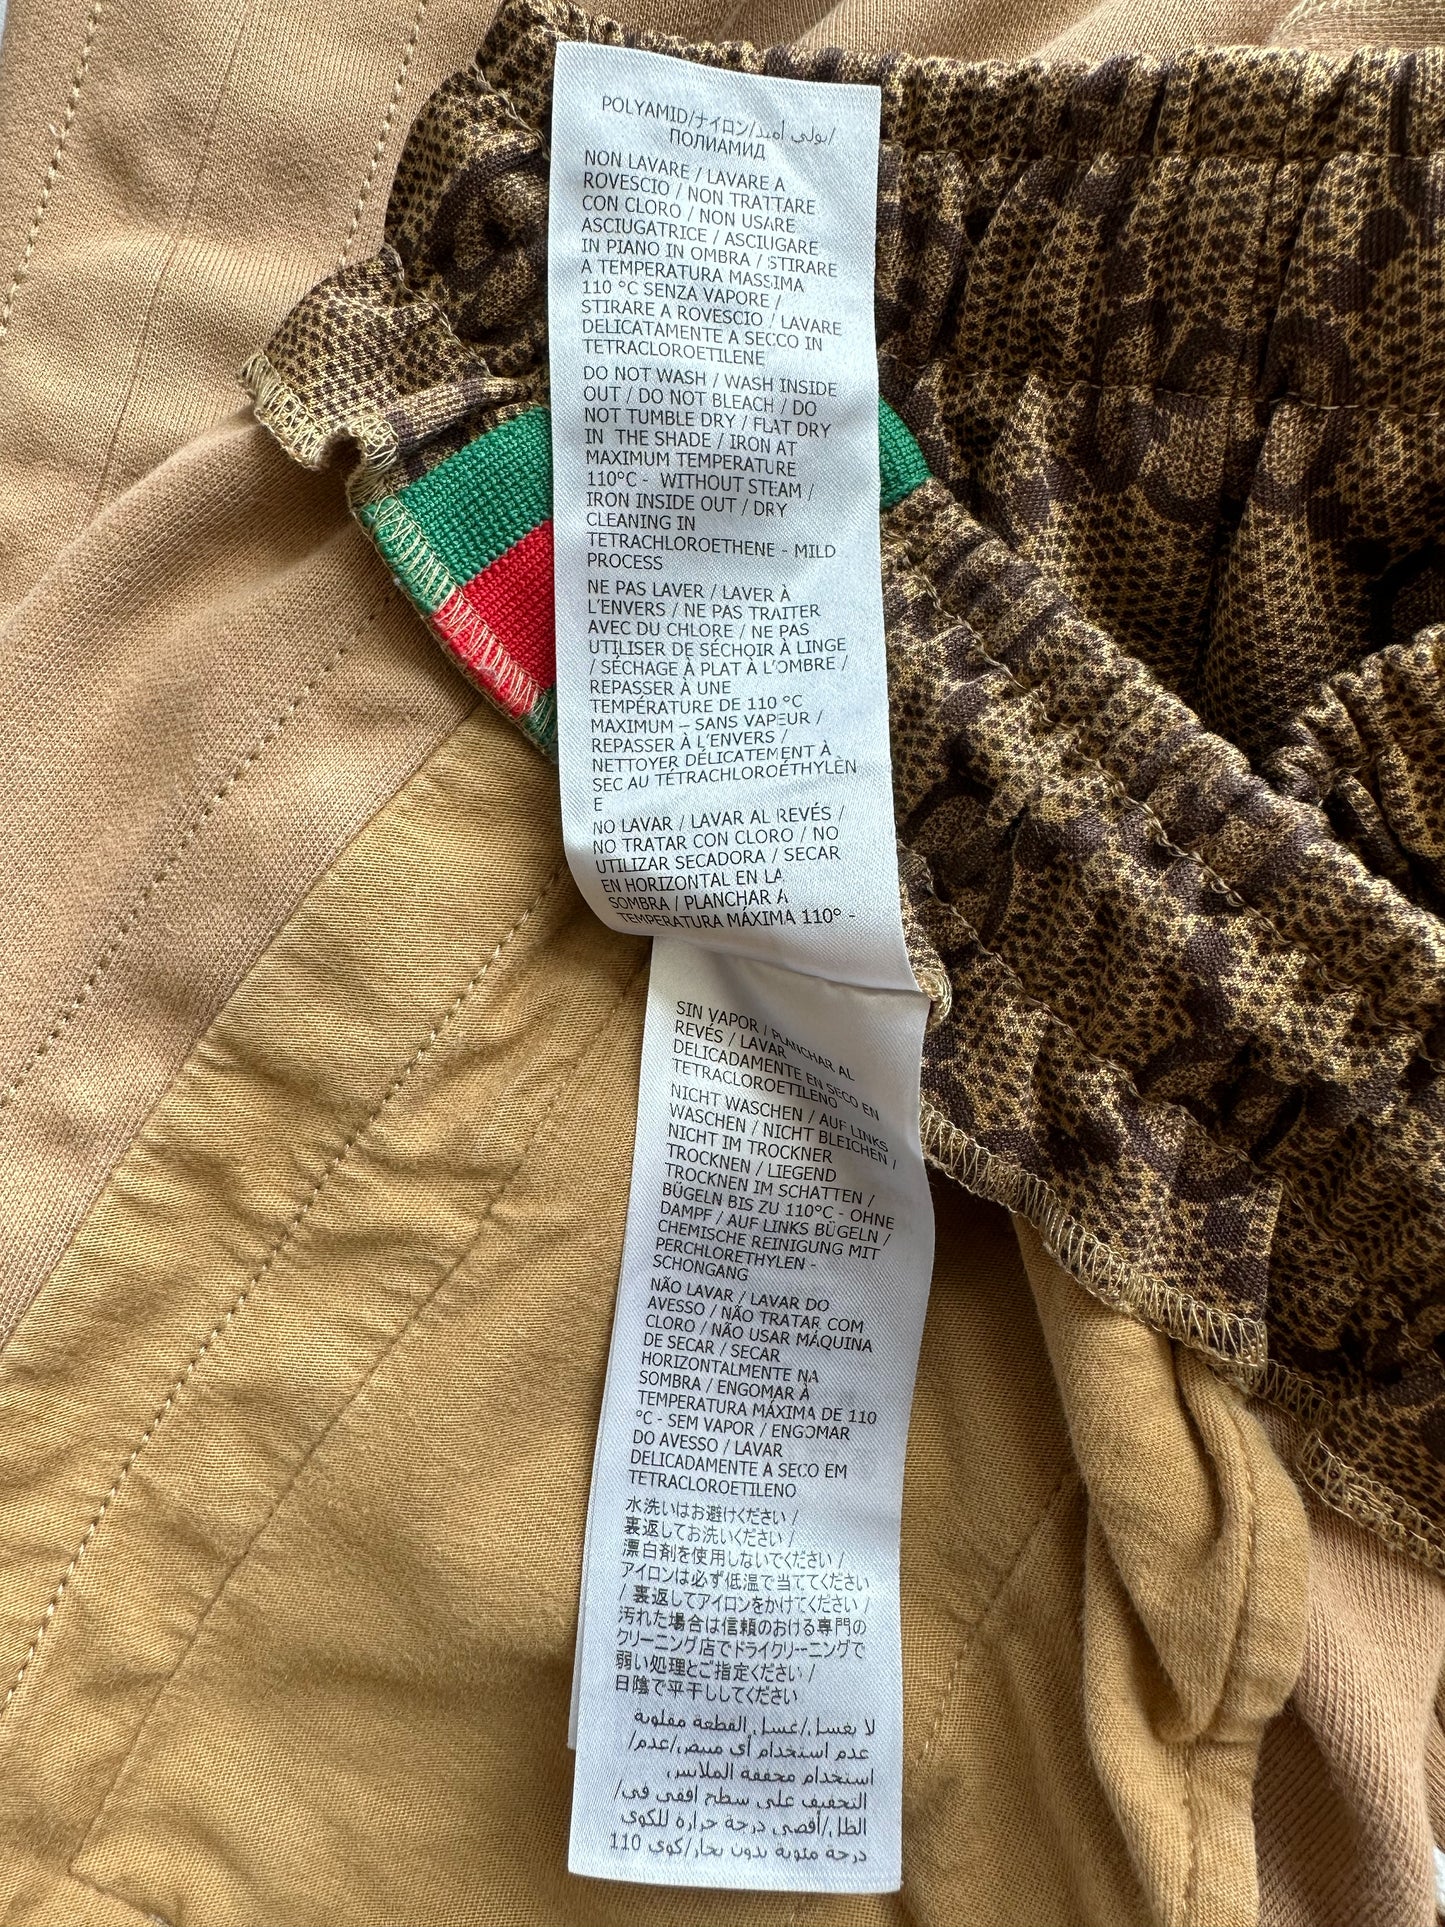 POLYAMID/ナイロン/بولي أميد/
ПОЛИАМИД
NON LAVARE / LAVARE A
ROVESCIO / NON TRATTARE
CON CLORO / NON USARE
ASCIUGATRICE / ASCIUGARE
IN PIANO IN OMBRA / STIRARE
A TEMPERATURA MASSIMA
110 °C SENZA VAPORE /
STIRARE A ROVESCIO / LAVARE
DELICATAMENTE A SECCO IN
TETRACLOROETILENE
DO NOT WASH / WASH INSIDE
OUT / DO NOT BLEACH / DO
NOT TUMBLE DRY / FLAT DRY
IN THE SHADE / IRON AT
MAXIMUM TEMPERATURE
110°C - WITHOUT STEAM /
IRON INSIDE OUT / DRY
CLEANING IN
TETRACHLOROETHENE - MILD
PROCESS
NE PAS LAVER / LAVER À
L'ENVERS / NE PAS TRAITER
AVEC DU CHLORE / NE PAS
UTILISER DE SÉCHOIR À LINGE
/ SÉCHAGE À PLAT À L'OMBRE /
REPASSER À UNE
TEMPÉRATURE DE 110 °C
MAXIMUM – SANS VAPEUR /
REPASSER À L'ENVERS /
NETTOYER DÉLICATEMENT À
SEC AU TÉTRACHLOROÉTHYLÈN
E
NO LAVAR / LAVAR AL REVÉS /
NO TRATAR CON CLORO / NO
UTILIZAR SECADORA / SECAR
EN HORIZONTAL EN LA
SOMBRA / PLANCHAR A
TEMPERATURA MÁXIMA 110° -
SIN VAPOR / PLANCHAR AL
REVÉS / LAVAR
DELICADAMENTE EN SECO EN
TETRACLOROETILENO
NICHT WASCHEN / AUF LINKS
WASCHEN / NICHT BLEICHEN /
NICHT IM TROCKNER
TROCKNEN / LIEGEND
TROCKNEN IM SCHATTEN /
BÜGELN BIS ZU 110°C - OHNE
DAMPF / AUF LINKS BÜGELN /
CHEMISCHE REINIGUNG MIT
PERCHLORETHYLEN -
SCHONGANG
NÃO LAVAR / LAVAR DO
AVESSO / NÃO TRATAR COM
CLORO / NÃO USAR MÁQUINA
DE SECAR / SECAR
HORIZONTALMENTE NA
SOMBRA / ENGOMAR À
TEMPERATURA MÁXIMA DE 110
°C - SEM VAPOR / ENGOMAR
DO AVESSO / LAVAR
DELICADAMENTE A SECO EM
TETRACLOROETILENO
水洗いはお避けください /
裏返してお洗いください /
漂白剤を使用しないでください /
アイロンは必ず低温で当ててください
/ 裏返してアイロンをかけてください /
汚れた場合は信頼のおける専門の
クリーニング店でドライクリーニングで
弱い処理とご指定ください /
日陰で平干ししてください
لا يغسل/غسل القطعة مقلوبة
عدم استخدام أي مبيض/عدم/
استخدام مجففة الملابس
التجفيف على سطح افقي في/
الظل/أقصى درجة حراره للكوي
110 درجة مئوية بدون بخار/كوي